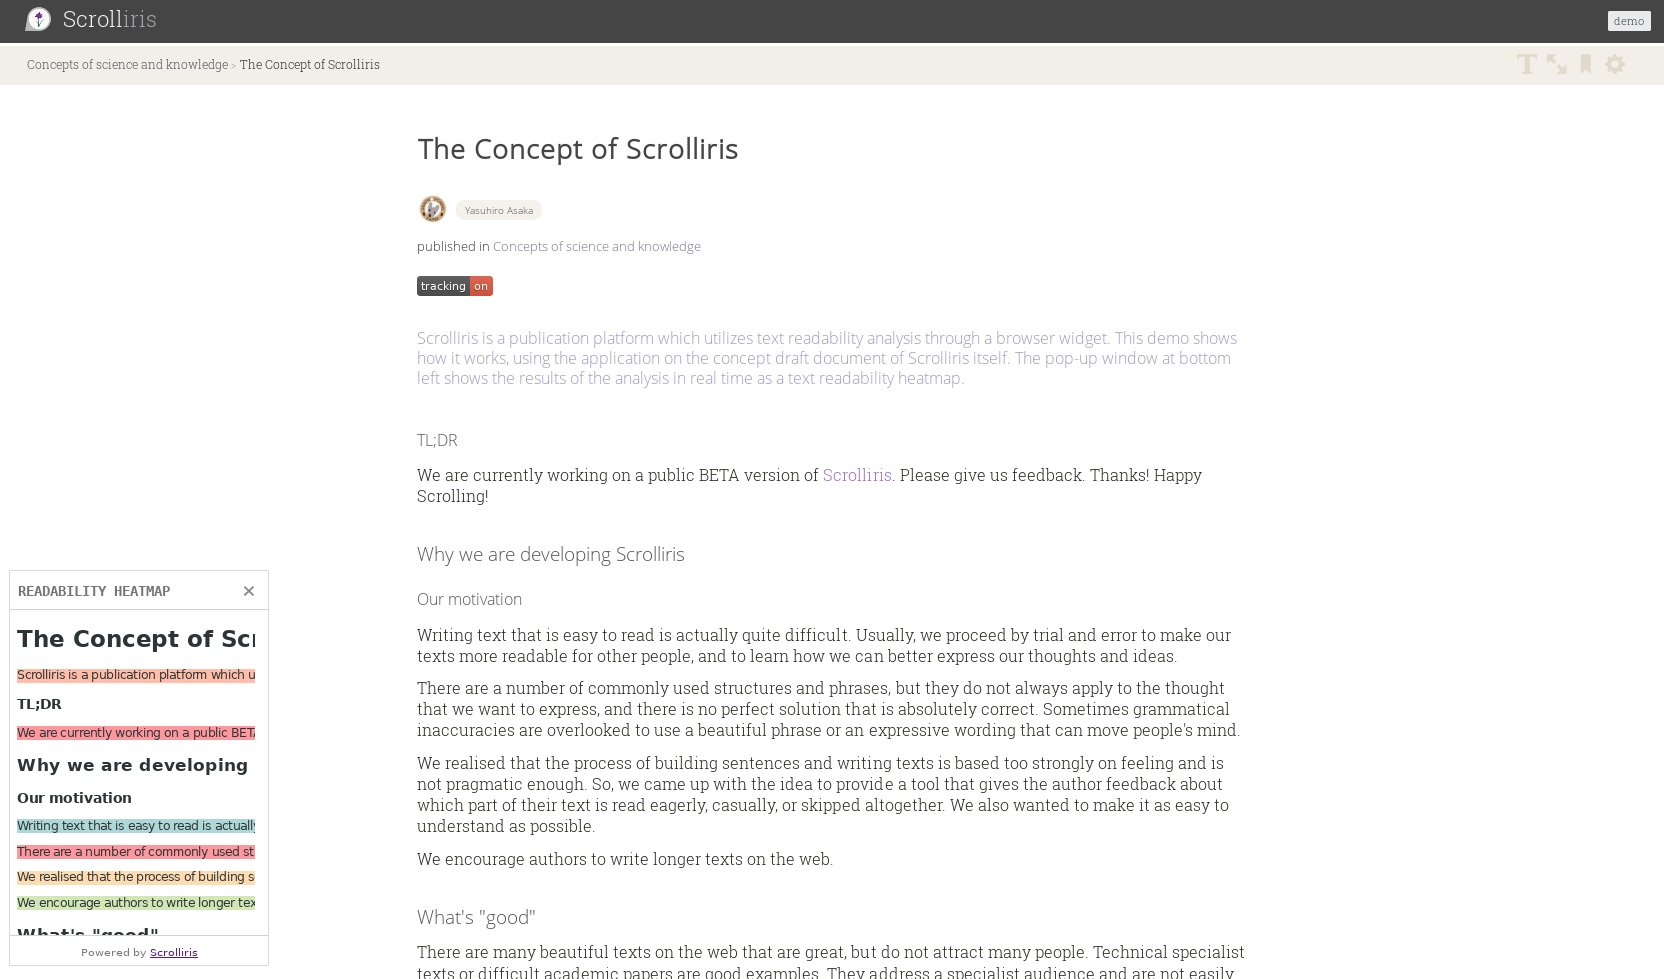 Scrolliris
demo
Concepts of science and knowledge > The Concept of Scrolliris
The Concept of Scrolliris
Yasuhiro Asaka
published in Concepts of science and knowledge
tracking on
Scrolliris is a publication platform which utilizes text readability analysis through a browser widget. This demo shows
how it works, using the application on the concept draft document of Scrolliris itself. The pop-up window at bottom
left shows the results of the analysis in real time as a text readability heatmap.
TL;DR
We are currently working on a public BETA version of Scrolliris. Please give us feedback. Thanks! Happy
Scrolling!
Why we are developing Scrolliris
Our motivation
Writing text that is easy to read is actually quite difficult. Usually, we proceed by trial and error to make our
texts more readable for other people, and to learn how we can better express our thoughts and ideas.
There are a number of commonly used structures and phrases, but they do not always apply to the thought
that we want to express, and there is no perfect solution that is absolutely correct. Sometimes grammatical
inaccuracies are overlooked to use a beautiful phrase or an expressive wording that can move people's mind.
We realised that the process of building sentences and writing texts is based too strongly on feeling and is
not pragmatic enough. So, we came up with the idea to provide a tool that gives the author feedback about
which part of their text is read eagerly, casually, or skipped altogether. We also wanted to make it as easy to
understand as possible.
We encourage authors to write longer texts on the web.
What's "good"
There are many beautiful texts on the web that are great, but do not attract many people. Technical specialist
texts or difficult academic papers are good examples. They address a specialist audience and are not easily
READABILITY HEATMAP
The Concept of Scr
Scrolliris is a publication platform which u
TL;DR
We are currently working on a public BETA
Why we are developing
Our motivation
Writing text that is easy to read is actually
There are a number of commonly used st
We realised that the process of building s
We encourage authors to write longer tex
What's "good"
Powered by Scrolliris